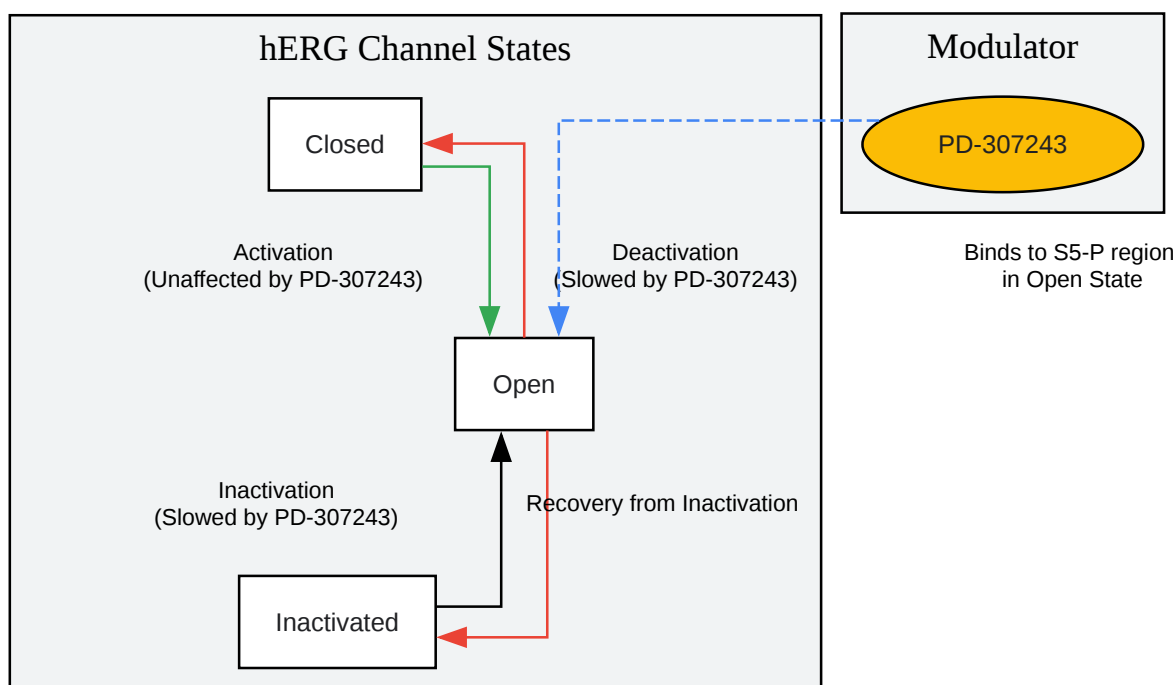 hERG Channel States
Modulator
Closed
PD-307243
Activation
(Unaffected by PD-307243)
Deactivation
(Slowed by PD-307243)
Binds to S5-P region
in Open State
Open
Inactivation
(Slowed by PD-307243)
Recovery from Inactivation
Inactivated